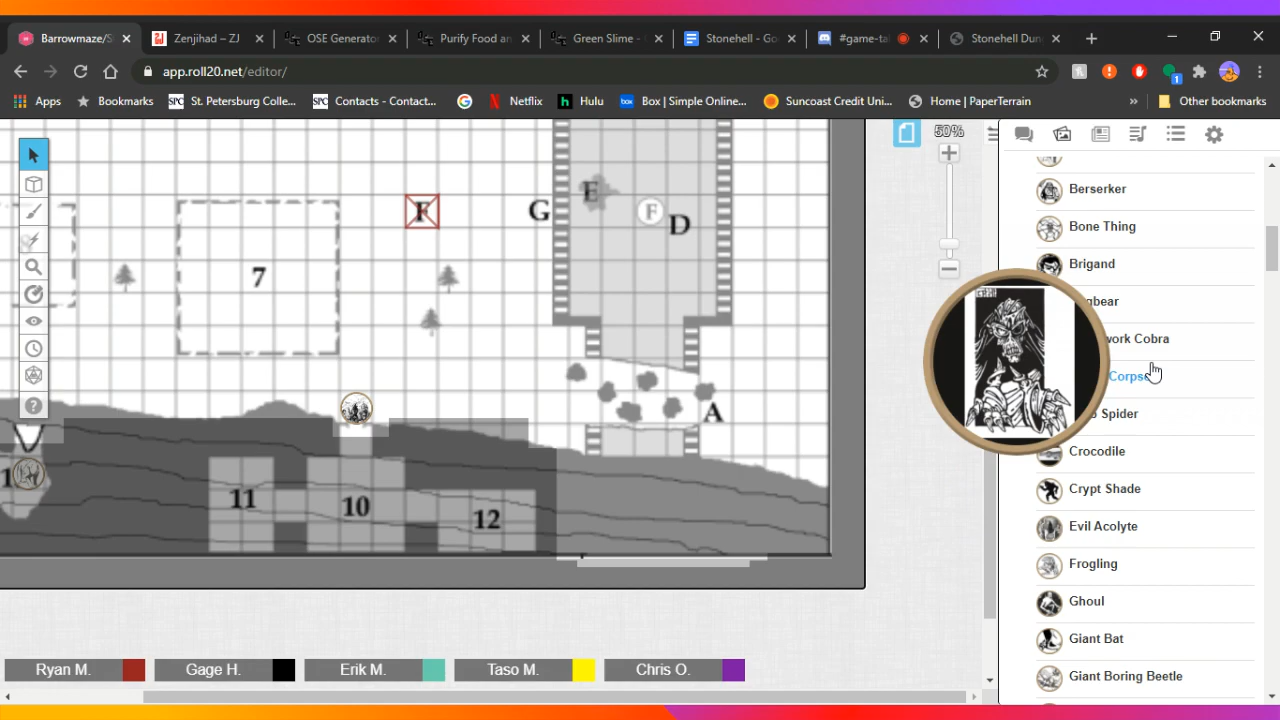 Barrowmaze/S
Zenjihad – ZJ
OSE Generator
Purify Food an
Green Slime -
Stonehell - Go
#game-ta
Stonehell Dun
app.roll20.net/editor/
Apps
Bookmarks
St. Petersburg Colle...
Contacts - Contact...
Netflix
Hulu
Box | Simple Online...
Suncoast Credit Uni...
Home | PaperTerrain
»
Other bookmarks
50%
E
F
G
F
D
7
A
1
11
10
12
Berserker
Bone Thing
Brigand
gbear
work Cobra
Corps
Spider
Crocodile
Crypt Shade
Evil Acolyte
Frogling
Ghoul
Giant Bat
Giant Boring Beetle
Ryan M.
Gage H.
Erik M.
Taso M.
Chris O.